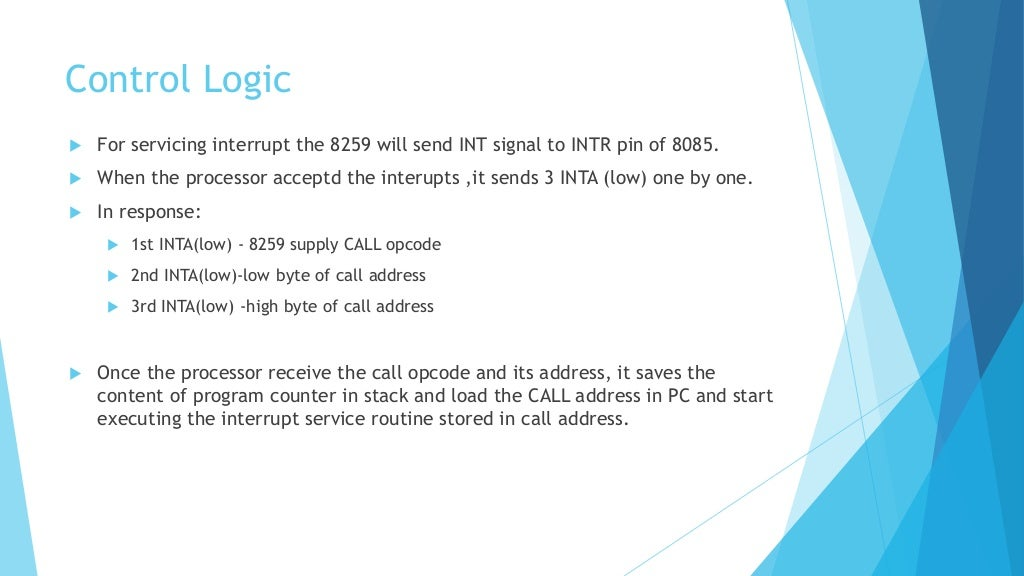 Control Logic
For servicing interrupt the 8259 will send INT signal to INTR pin of 8085.
When the processor acceptd the interupts ,it sends 3 INTA (low) one by one.
In response:
1st INTA(low) - 8259 supply CALL opcode
2nd INTA(low)-low byte of call address
3rd INTA(low) -high byte of call address
Once the processor receive the call opcode and its address, it saves the
content of program counter in stack and load the CALL address in PC and start
executing the interrupt service routine stored in call address.